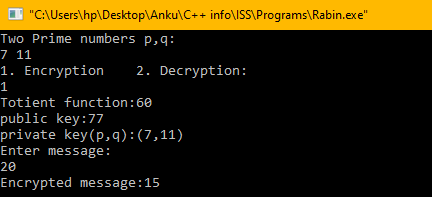 "C:\Users\hp\Desktop\Anku\C++ info\ISS\Programs\Rabin.exe"
Two Prime numbers p,q:
7 11
1. Encryption    2. Decryption:
1
Totient function:60
public key:77
private key(p,q):(7,11)
Enter message:
20
Encrypted message:15